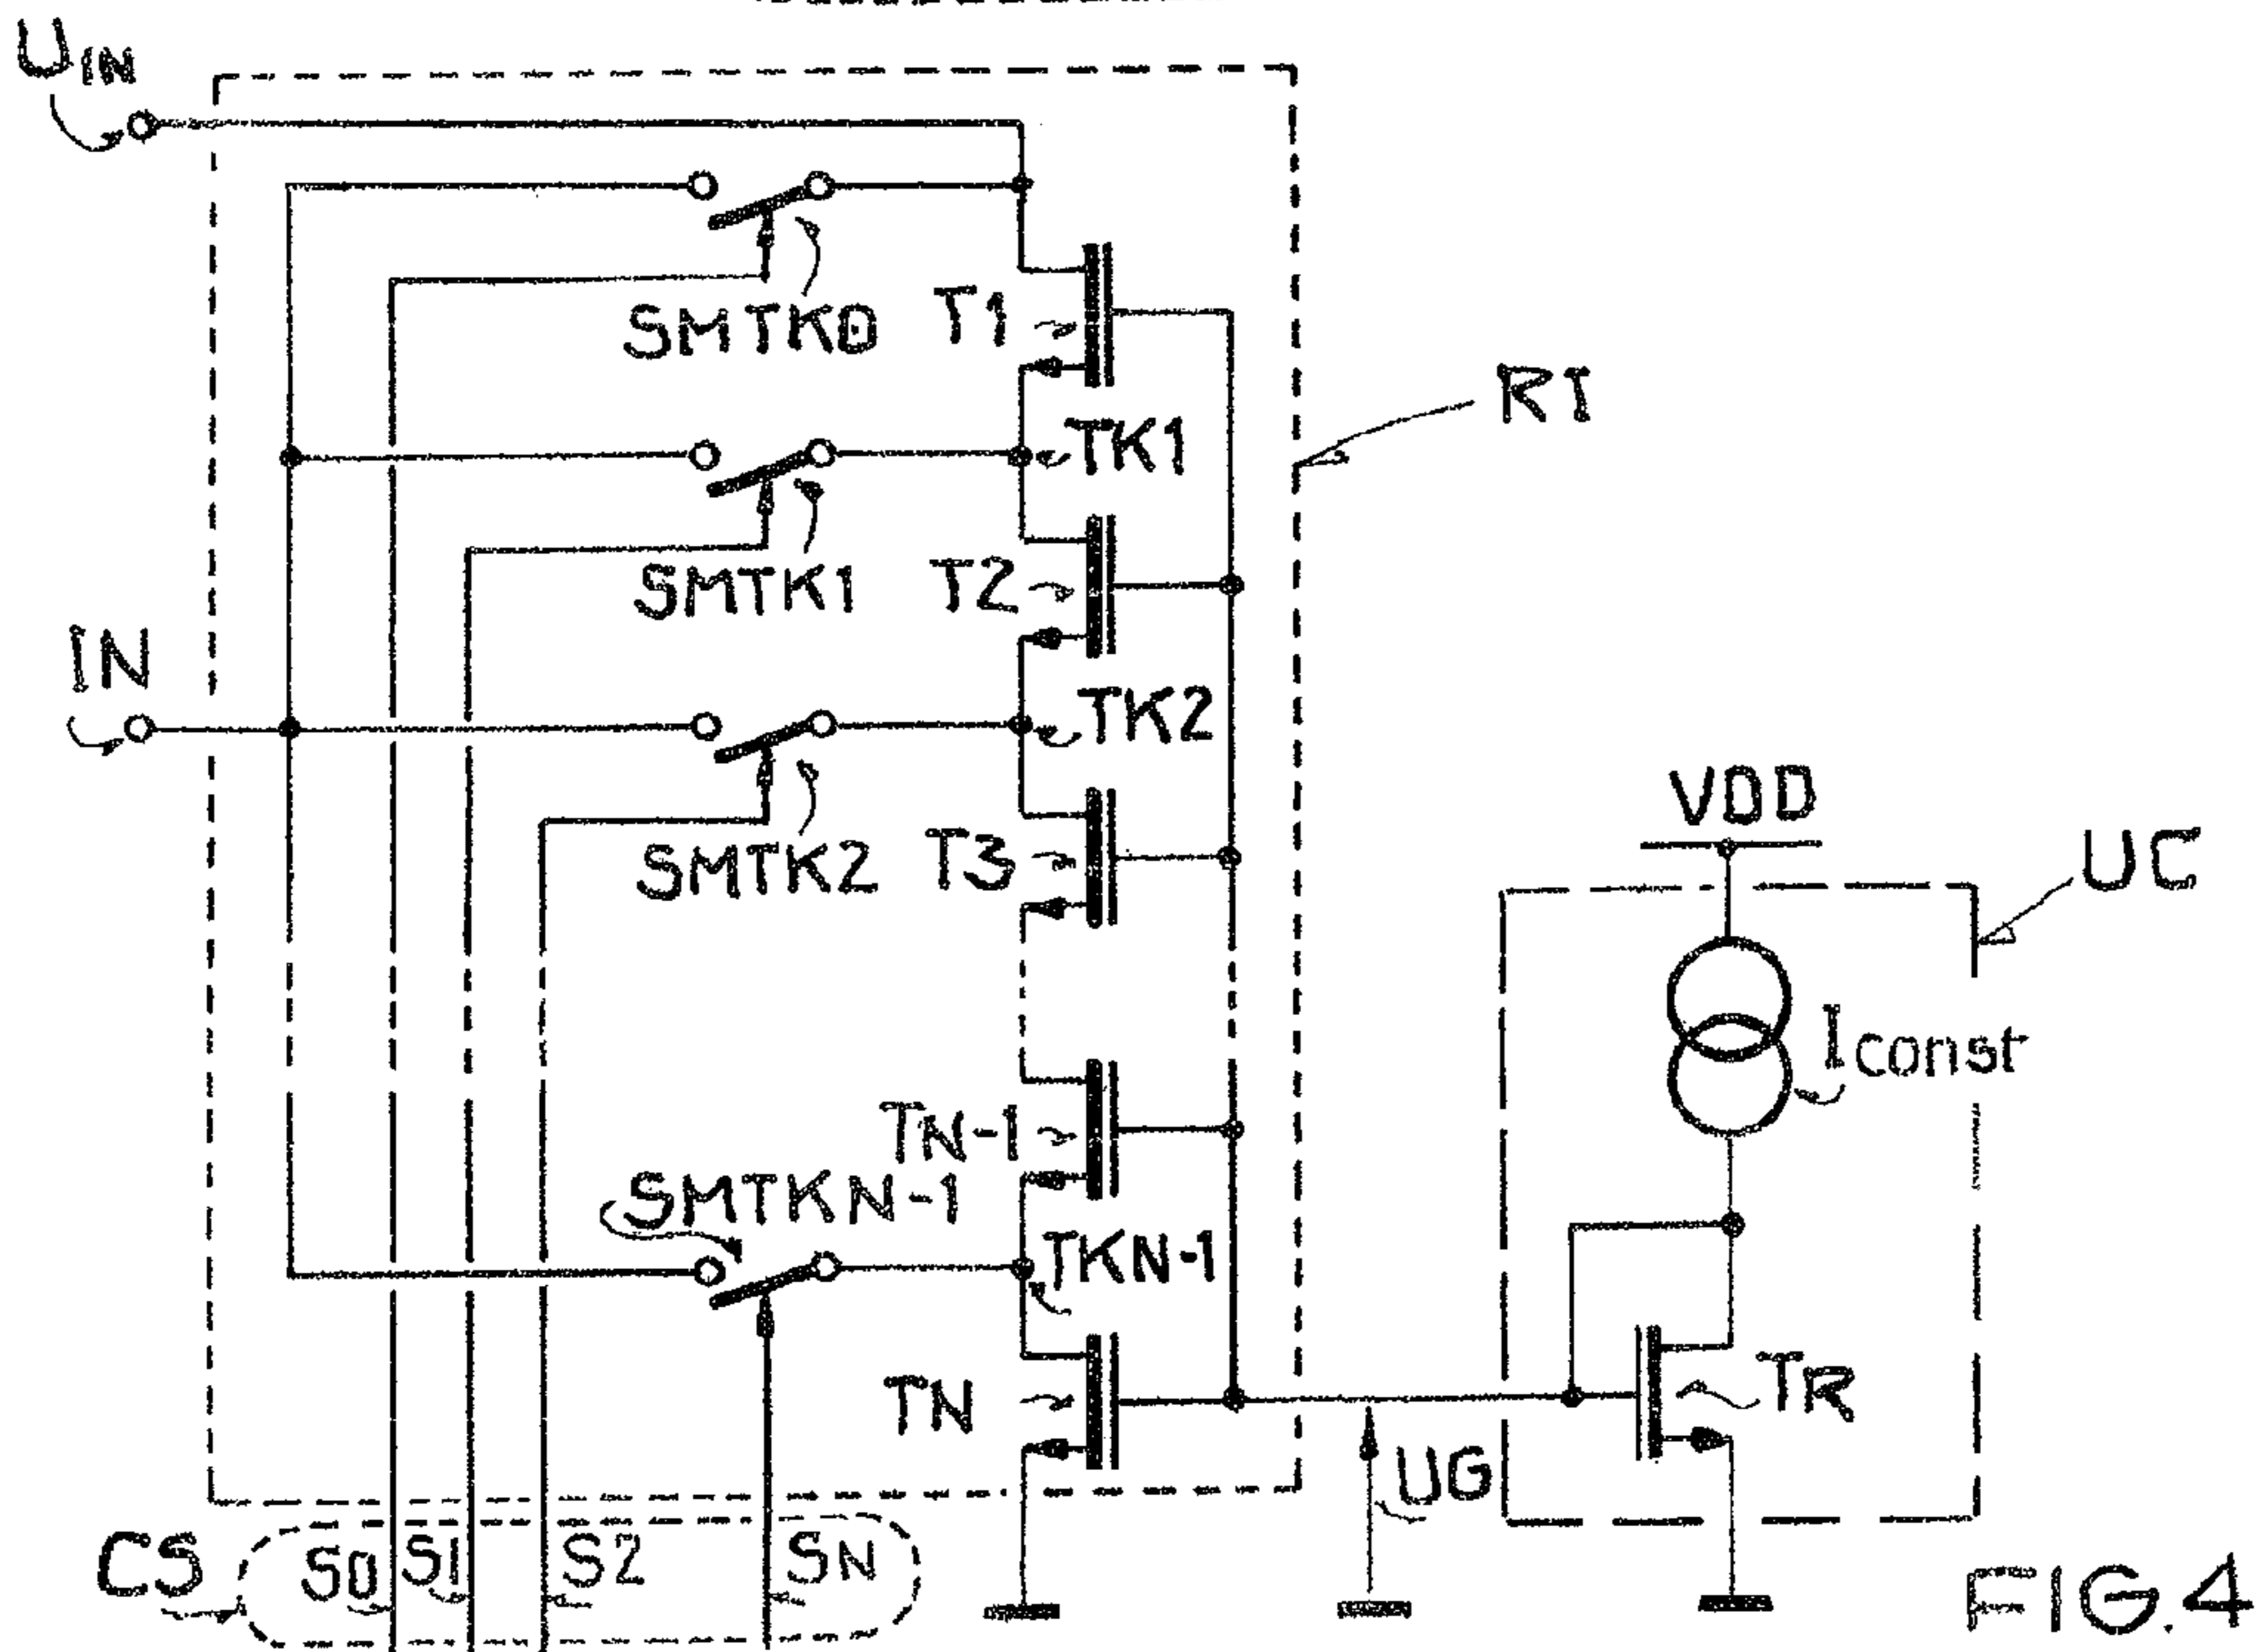 UIN
SMTK0
T1
RT
TK1
SMTK1
T2
IN
TK2
VDD
SMTK2
T3
UC
Iconst
TN-1
SMTKN-1
TKN-1
TN
TR
UG
CS
S0
S1
S2
SN
FIG.4